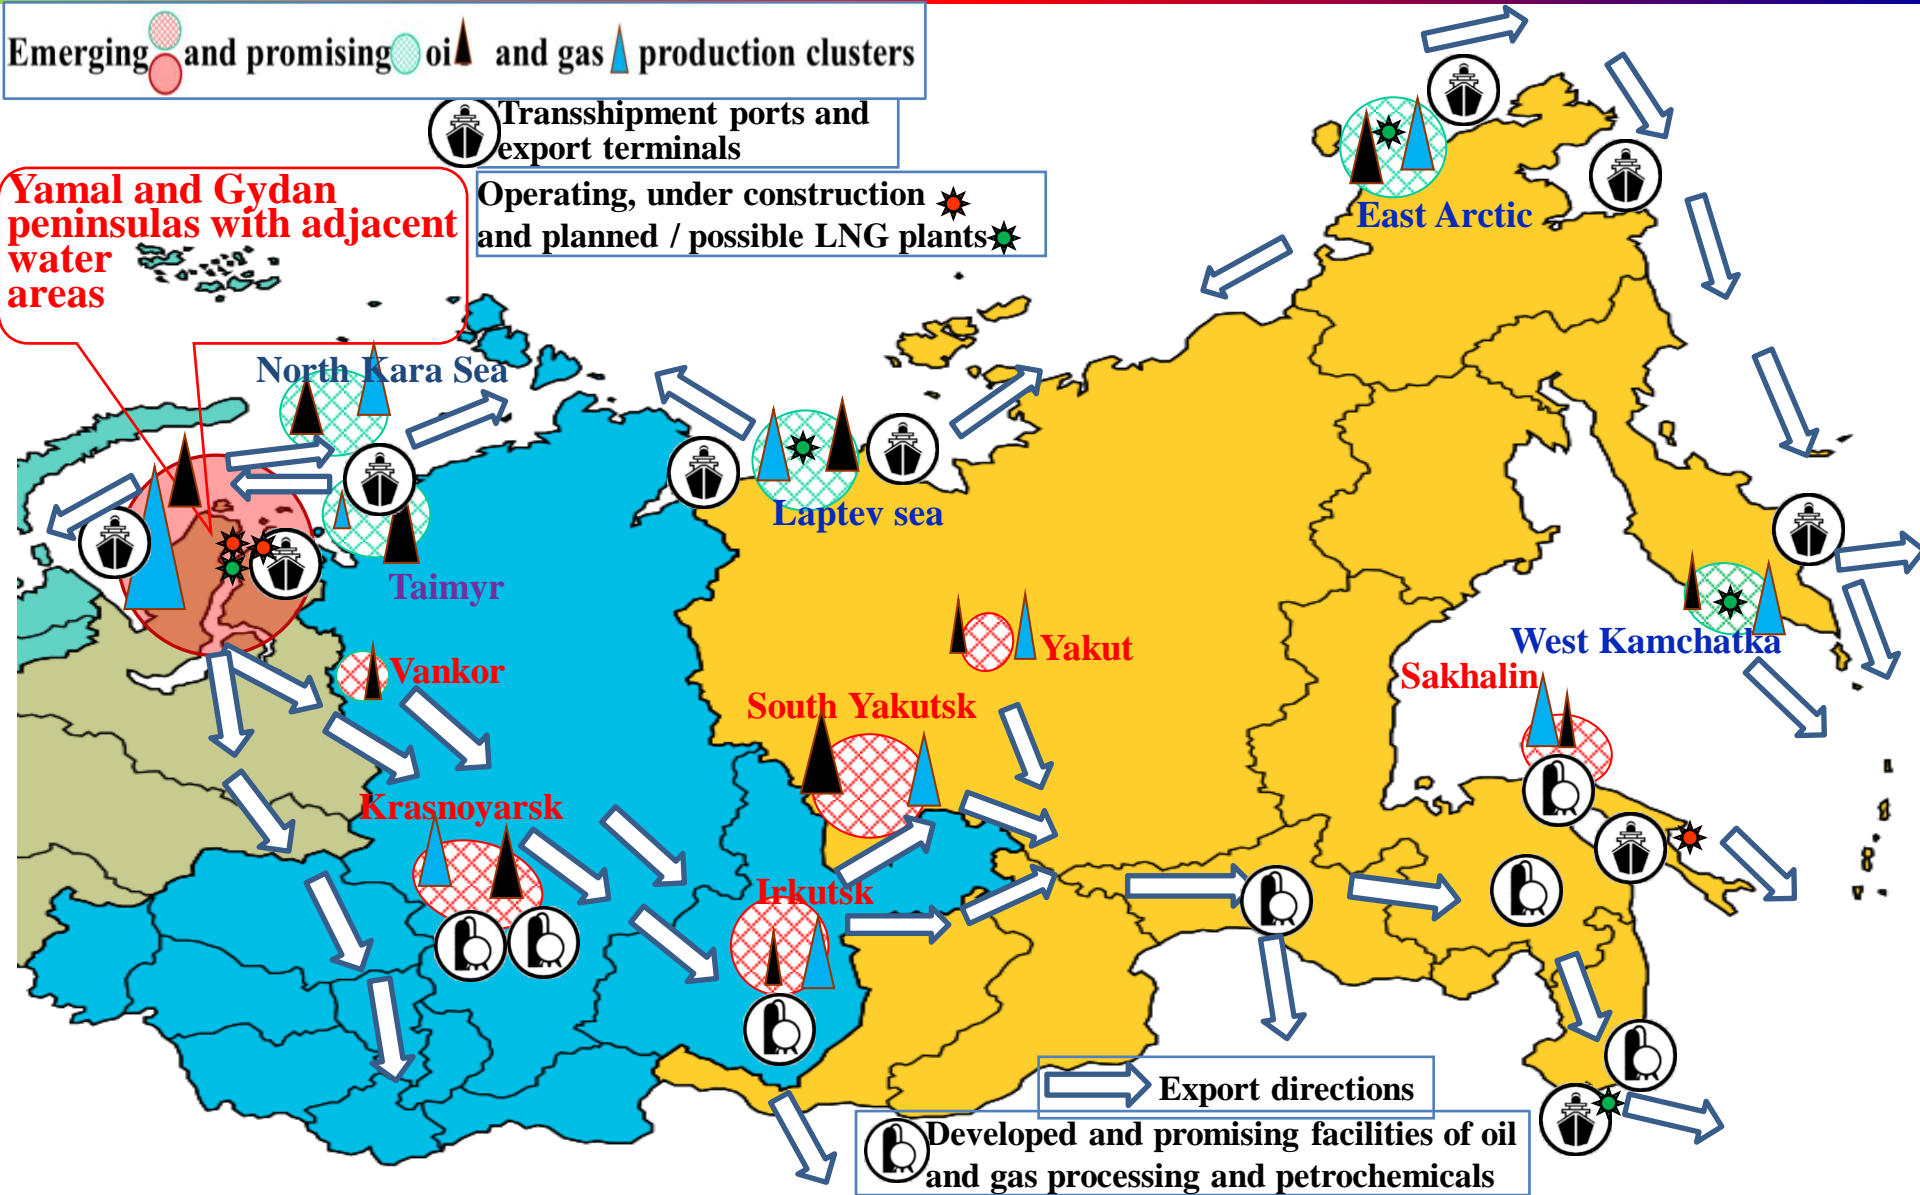 Emerging and promising oil and gas production clusters
Transshipment ports and
export terminals
Yamal and Gydan
peninsulas with adjacent
water
areas
Operating, under construction
and planned / possible LNG plants
East Arctic
North Kara Sea
Laptev sea
Taimyr
Vankor
Yakut
West Kamchatka
Sakhalin
South Yakutsk
Krasnoyarsk
Irkutsk
Export directions
Developed and promising facilities of oil
and gas processing and petrochemicals